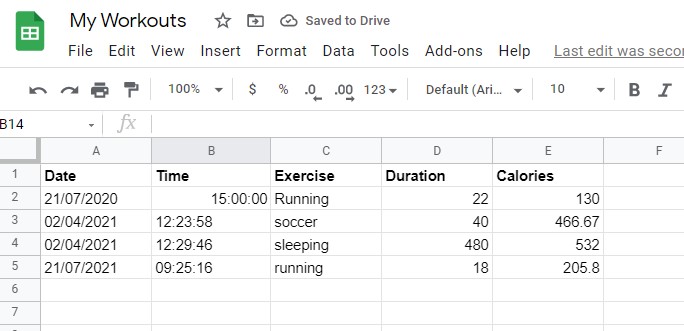 My Workouts Saved to Drive
File Edit View Insert Format Data Tools Add-ons Help Last edit was
100% $ % .0 .00 123 Default (Ari... 10 B I
B14 fx
A B C D E F
1 Date Time Exercise Duration Calories
2 21/07/2020 15:00:00 Running 22 130
3 02/04/2021 12:23:58 soccer 40 466.67
4 02/04/2021 12:29:46 sleeping 480 532
5 21/07/2021 09:25:16 running 18 205.8
6
7